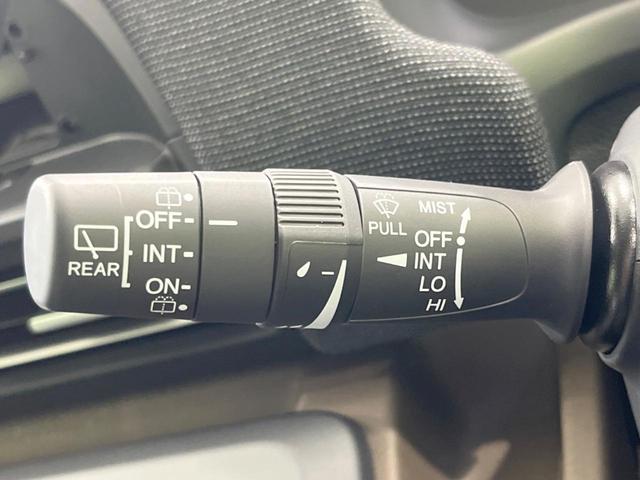 REAR
OFF
INT
ON
PULL
MIST
OFF
INT
LO
HI